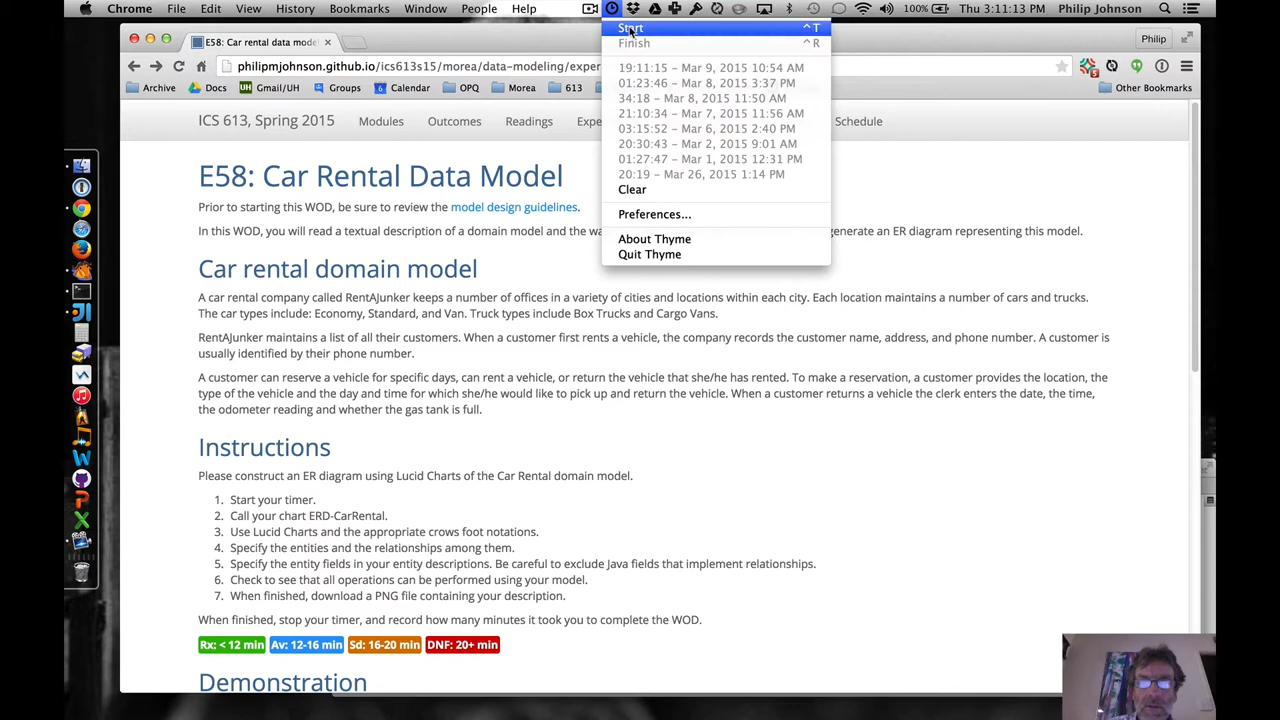 Chrome File Edit View History Bookmarks Window People Help 100% Thu 3:11:13 PM Philip Johnson
E58: Car rental data model × Philip
philipmjohnson.github.io/ics613s15/morea/data-modeling/exper
Archive Docs Gmail/UH Groups Calendar OPQ Morea 613 Other Bookmarks
Start ^ T
Finish ^ R
19:11:15 – Mar 9, 2015 10:54 AM
01:23:46 – Mar 8, 2015 3:37 PM
34:18 – Mar 8, 2015 11:50 AM
21:10:34 – Mar 7, 2015 11:56 AM
03:15:52 – Mar 6, 2015 2:40 PM
20:30:43 – Mar 2, 2015 9:01 AM
01:27:47 – Mar 1, 2015 12:31 PM
20:19 – Mar 26, 2015 1:14 PM
Clear
Preferences...
About Thyme
Quit Thyme
ICS 613, Spring 2015 Modules Outcomes Readings Expe Schedule
E58: Car Rental Data Model
Prior to starting this WOD, be sure to review the model design guidelines.
In this WOD, you will read a textual description of a domain model and the wa generate an ER diagram representing this model.
Car rental domain model
A car rental company called RentAJunker keeps a number of offices in a variety of cities and locations within each city. Each location maintains a number of cars and trucks.
The car types include: Economy, Standard, and Van. Truck types include Box Trucks and Cargo Vans.
RentAJunker maintains a list of all their customers. When a customer first rents a vehicle, the company records the customer name, address, and phone number. A customer is
usually identified by their phone number.
A customer can reserve a vehicle for specific days, can rent a vehicle, or return the vehicle that she/he has rented. To make a reservation, a customer provides the location, the
type of the vehicle and the day and time for which she/he would like to pick up and return the vehicle. When a customer returns a vehicle the clerk enters the date, the time,
the odometer reading and whether the gas tank is full.
Instructions
Please construct an ER diagram using Lucid Charts of the Car Rental domain model.
1. Start your timer.
2. Call your chart ERD-CarRental.
3. Use Lucid Charts and the appropriate crows foot notations.
4. Specify the entities and the relationships among them.
5. Specify the entity fields in your entity descriptions. Be careful to exclude Java fields that implement relationships.
6. Check to see that all operations can be performed using your model.
7. When finished, download a PNG file containing your description.
When finished, stop your timer, and record how many minutes it took you to complete the WOD.
Rx: < 12 min Av: 12-16 min Sd: 16-20 min DNF: 20+ min
Demonstration